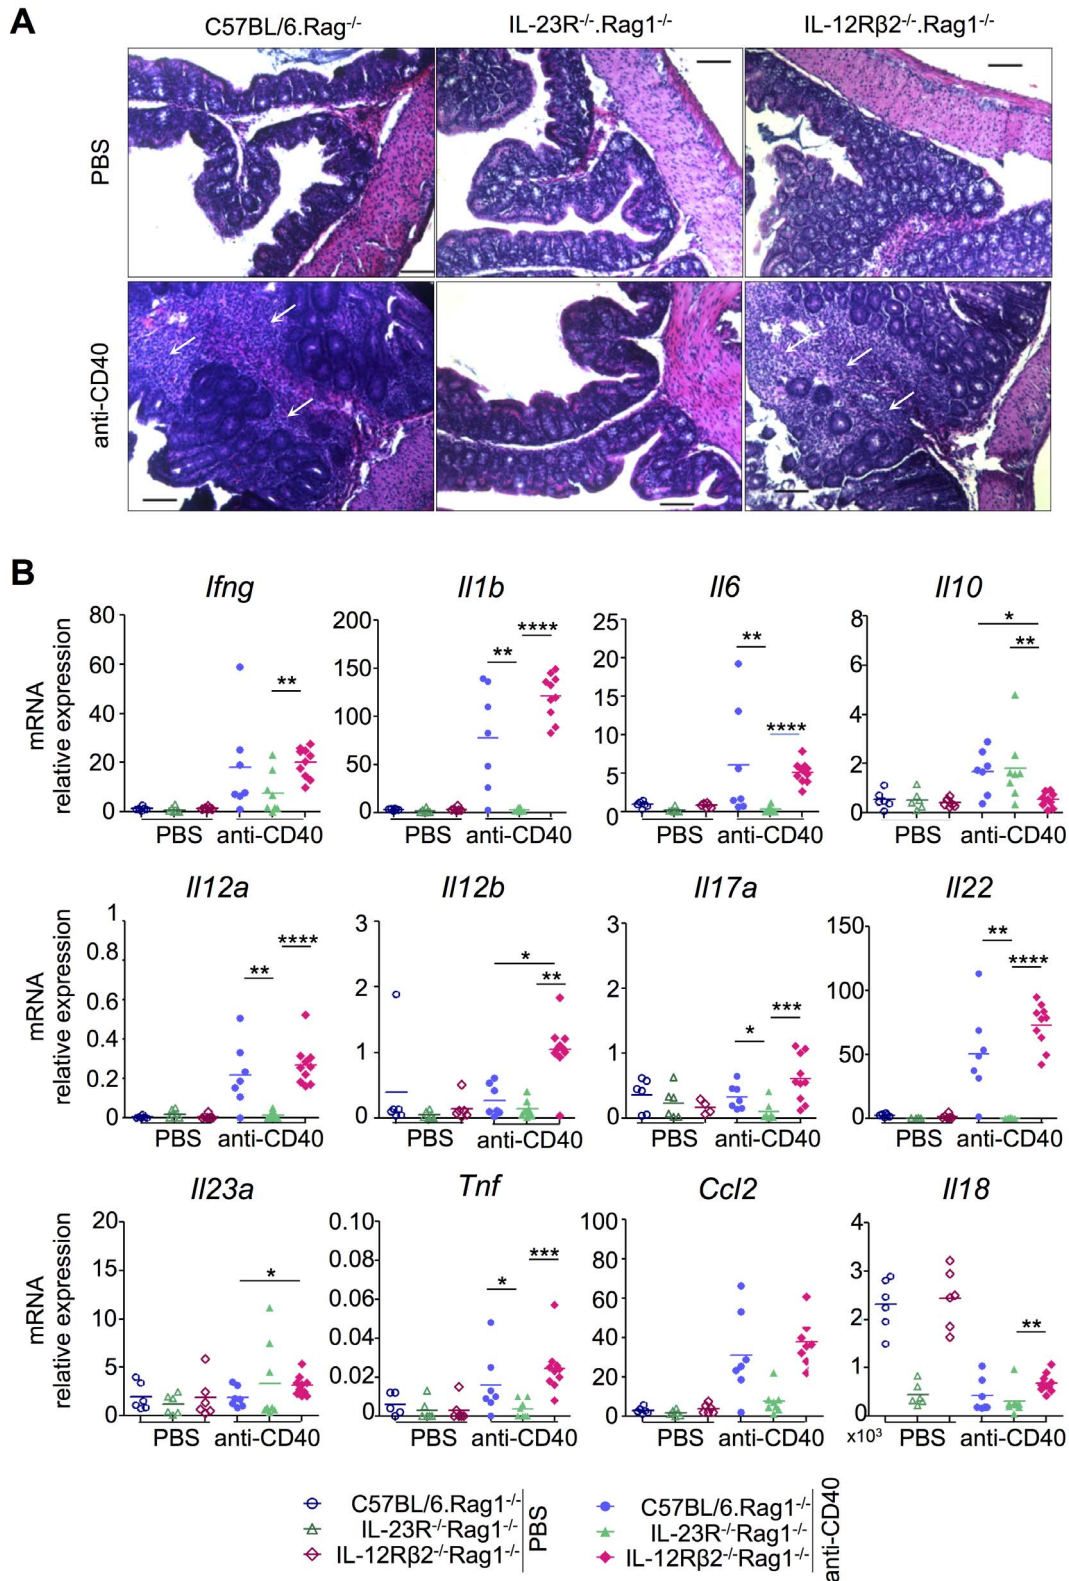 A
C57BL/6.Rag-/-
IL-23R-/-.Rag1-/-
IL-12Rβ2-/-.Rag1-/-
PBS
anti-CD40
B
Ifng
Il1b
Il6
Il10
mRNA
relative expression
80
60
40
20
0
**
PBS
anti-CD40
200
150
100
50
0
**
****
PBS
anti-CD40
25
20
15
10
5
0
**
****
PBS
anti-CD40
8
6
4
2
0
*
**
PBS
anti-CD40
Il12a
Il12b
Il17a
Il22
mRNA
relative expression
1
0.8
0.6
0.4
0.2
0
**
****
PBS
anti-CD40
3
2
1
0
*
**
PBS
anti-CD40
3
2
1
0
*
***
PBS
anti-CD40
150
100
50
0
**
****
PBS
anti-CD40
Il23a
Tnf
Ccl2
Il18
mRNA
relative expression
20
15
10
5
0
*
PBS
anti-CD40
0.10
0.06
0.04
0.02
0
*
***
PBS
anti-CD40
100
80
60
40
20
0
PBS
anti-CD40
4
3
2
1
0
x10³
**
PBS
anti-CD40
C57BL/6.Rag1-/-
IL-23R-/-Rag1-/-
IL-12Rβ2-/-Rag1-/-
PBS
C57BL/6.Rag1-/-
IL-23R-/-Rag1-/-
IL-12Rβ2-/-Rag1-/-
anti-CD40